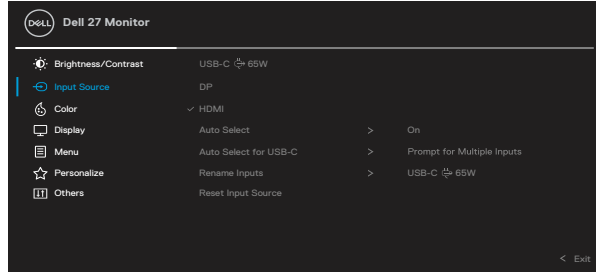 DELL Dell 27 Monitor
Brightness/Contrast USB-C 65W
Input Source DP
Color ✓ HDMI
Display Auto Select > On
Menu Auto Select for USB-C > Prompt for Multiple Inputs
Personalize Rename Inputs > USB-C 65W
Others Reset Input Source
< Exit